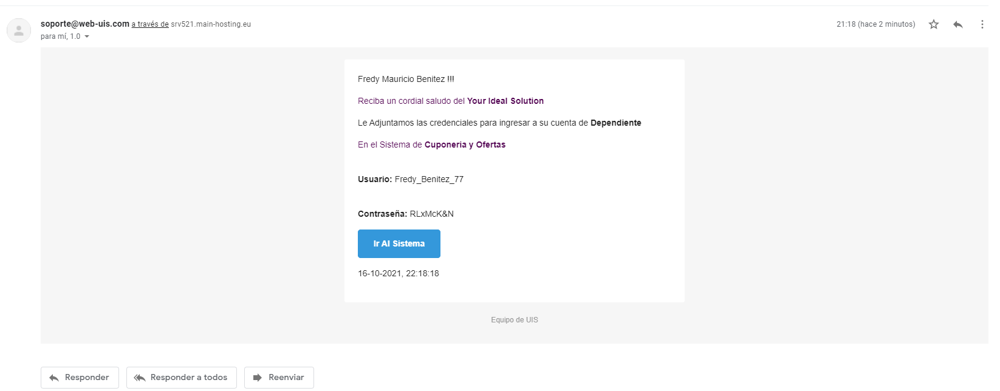 soporte@web-uis.com a través de srv521.main-hosting.eu
21:18 (hace 2 minutos)
para mí, 1.0
Fredy Mauricio Benitez !!!
Reciba un cordial saludo del Your Ideal Solution
Le Adjuntamos las credenciales para ingresar a su cuenta de Dependiente
En el Sistema de Cuponeria y Ofertas
Usuario: Fredy_Benitez_77
Contraseña: RLxMcK&N
Ir Al Sistema
16-10-2021, 22:18:18
Equipo de UIS
Responder
Responder a todos
Reenviar